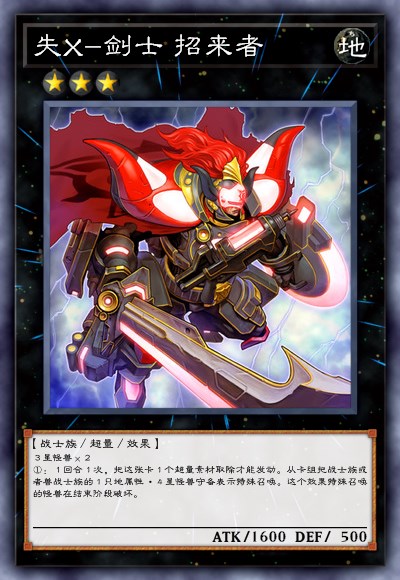 失X-剑士 招来者
地
【战士族／超量／效果】
３星怪兽×２
①：１回合１次，把这张卡１个超量素材取除才能发动。从卡组把战士族或
者兽战士族的１只地属性·４星怪兽守备表示特殊召唤。这个效果特殊召唤
的怪兽在结束阶段破坏。
ATK/1600 DEF/ 500